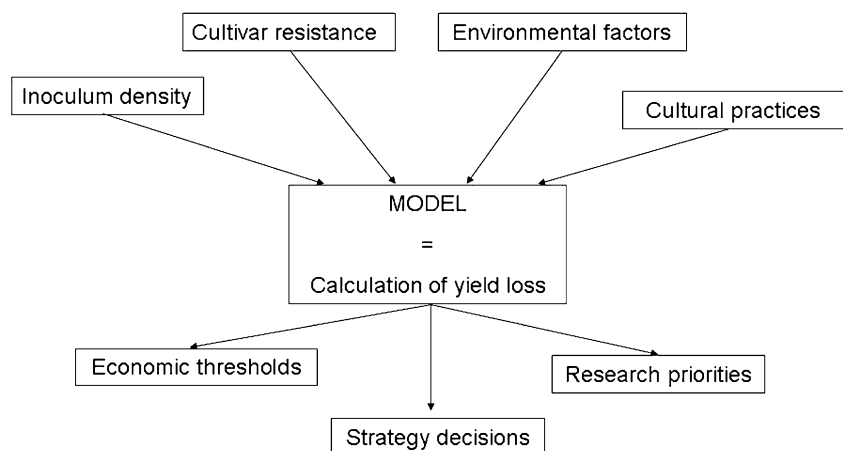 Cultivar resistance
Environmental factors
Inoculum density
Cultural practices
MODEL
=
Calculation of yield loss
Economic thresholds
Research priorities
Strategy decisions